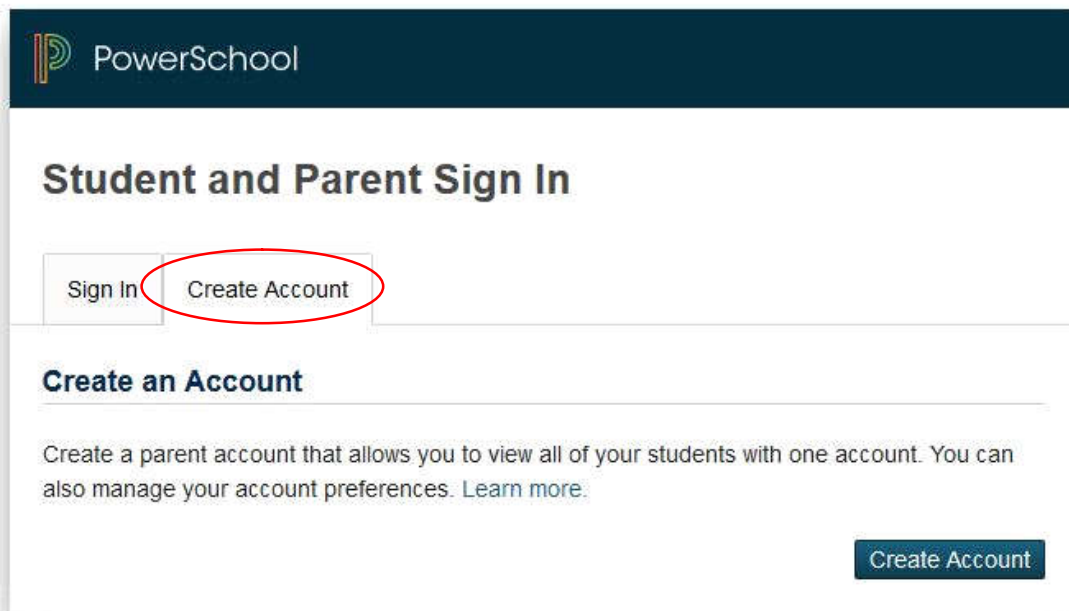 PowerSchool
Student and Parent Sign In
Sign In Create Account
Create an Account
Create a parent account that allows you to view all of your students with one account. You can
also manage your account preferences. Learn more.
Create Account